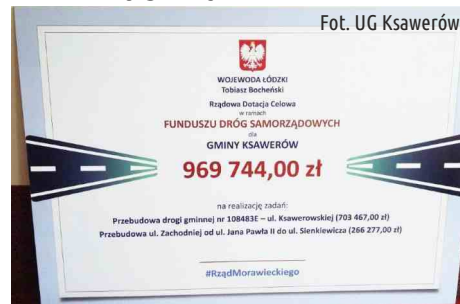 Fot. UG Ksawerów
WOJEWODA ŁÓDZKI
Tobiasz Bocheński
Rządowa Dotacja Celowa
w ramach
FUNDUSZU DRÓG SAMORZĄDOWYCH
dla
GMINY KSAWERÓW
969 744,00 zł
na realizację zadań:
Przebudowa drogi gminnej nr 108483E – ul. Ksawerowskiej (703 467,00 zł)
Przebudowa ul. Zachodniej od ul. Jana Pawła II do ul. Sienkiewicza (266 277,00 zł)
#RządMorawieckiego